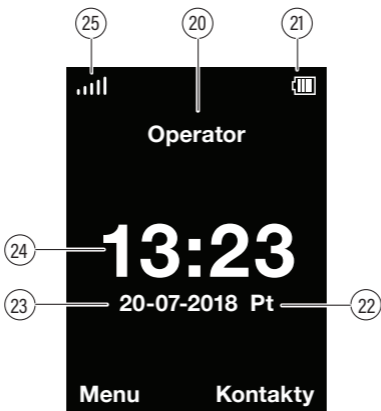 25 20 21
Operator
24 13:23
23 20-07-2018 Pt 22
Menu Kontakty